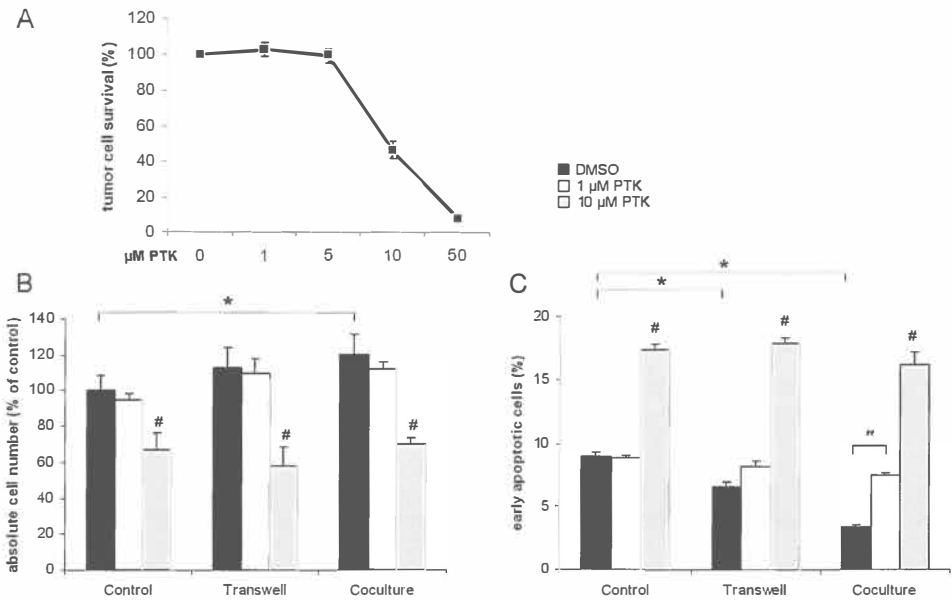 A
tumor cell survival (%)
120
100
80
60
40
20
0
µM PTK 0 1 5 10 50
DMSO
1 µM PTK
10 µM PTK
B
absolute cell number (% of control)
140
120
100
80
60
40
20
0
*
#
#
#
Control Transwell Coculture
C
early apoptotic cells (%)
20
15
10
5
0
*
*
#
#
#
#
Control Transwell Coculture